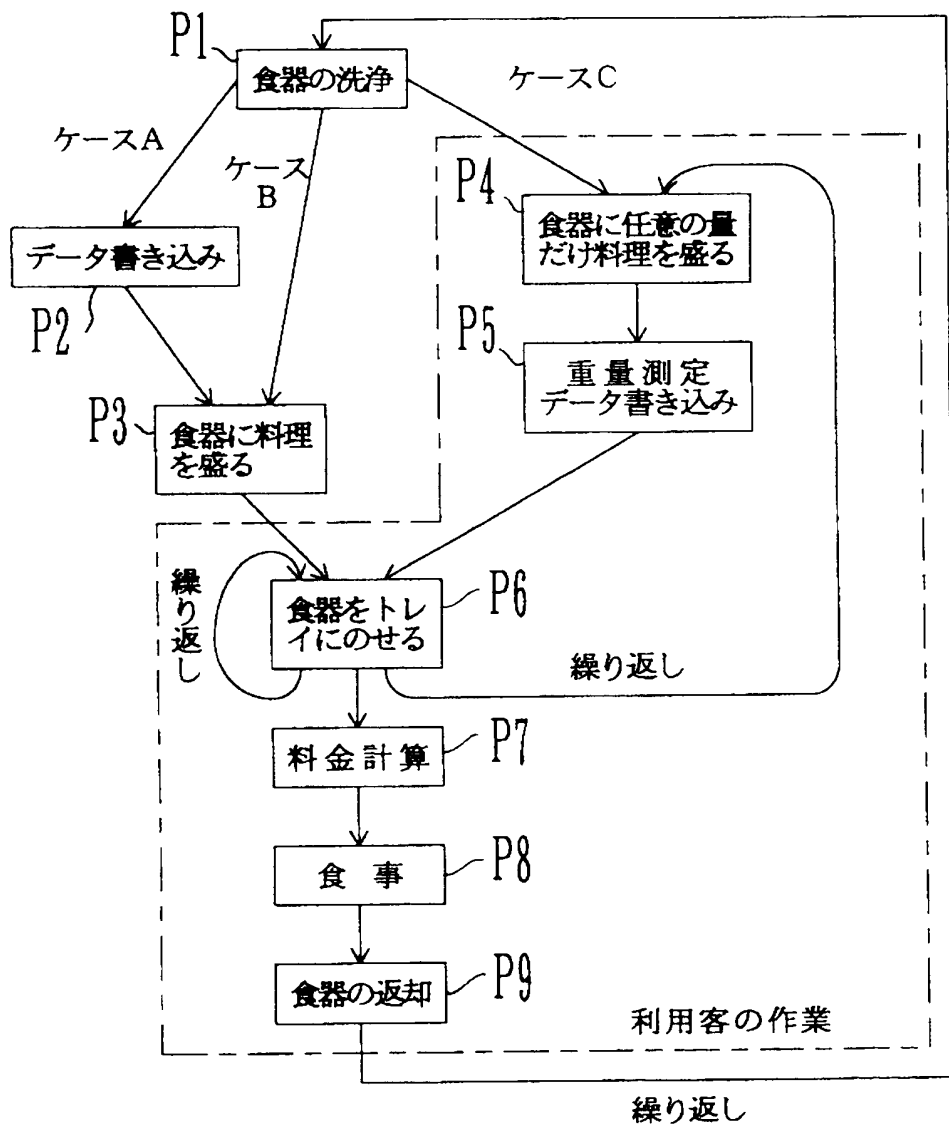 P1
食器の洗浄
ケースC
ケースA
ケース
B
P4
食器に任意の量
だけ料理を盛る
データ書き込み
P2
P5
重量測定
データ書き込み
P3
食器に料理
を盛る
繰り返し
P6
食器をトレ
イにのせる
繰り返し
料金計算
P7
食事
P8
食器の返却
P9
利用客の作業
繰り返し